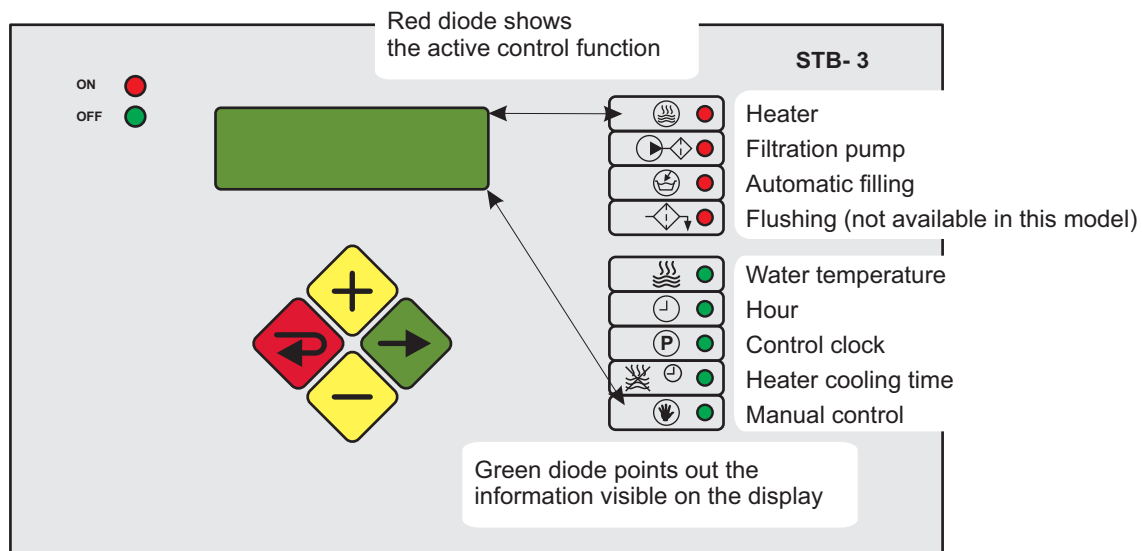 Red diode shows
the active control function
STB- 3
ON
OFF
Heater
Filtration pump
Automatic filling
Flushing (not available in this model)
Water temperature
Hour
P
Control clock
Heater cooling time
Manual control
Green diode points out the
information visible on the display